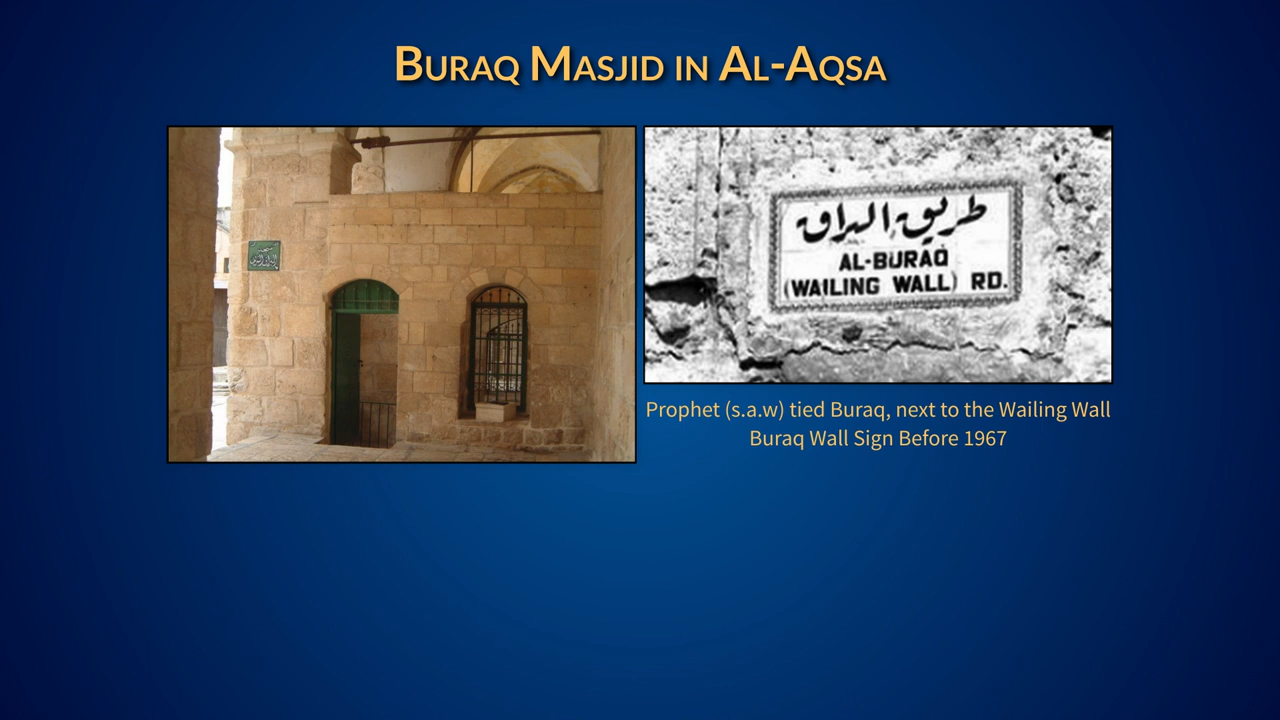 Buraq Masjid in Al-Aqsa
مسجد
طريق البراق
AL-BURAQ
(WAILING WALL) RD.
Prophet (s.a.w) tied Buraq, next to the Wailing Wall
Buraq Wall Sign Before 1967